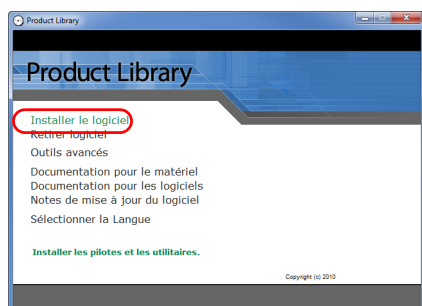 Product Library
Product Library
Installer le logiciel
Retirer logiciel
Outils avancés
Documentation pour le matériel
Documentation pour les logiciels
Notes de mise à jour du logiciel
Sélectionner la Langue
Installer les pilotes et les utilitaires.
Copyright (c) 2010